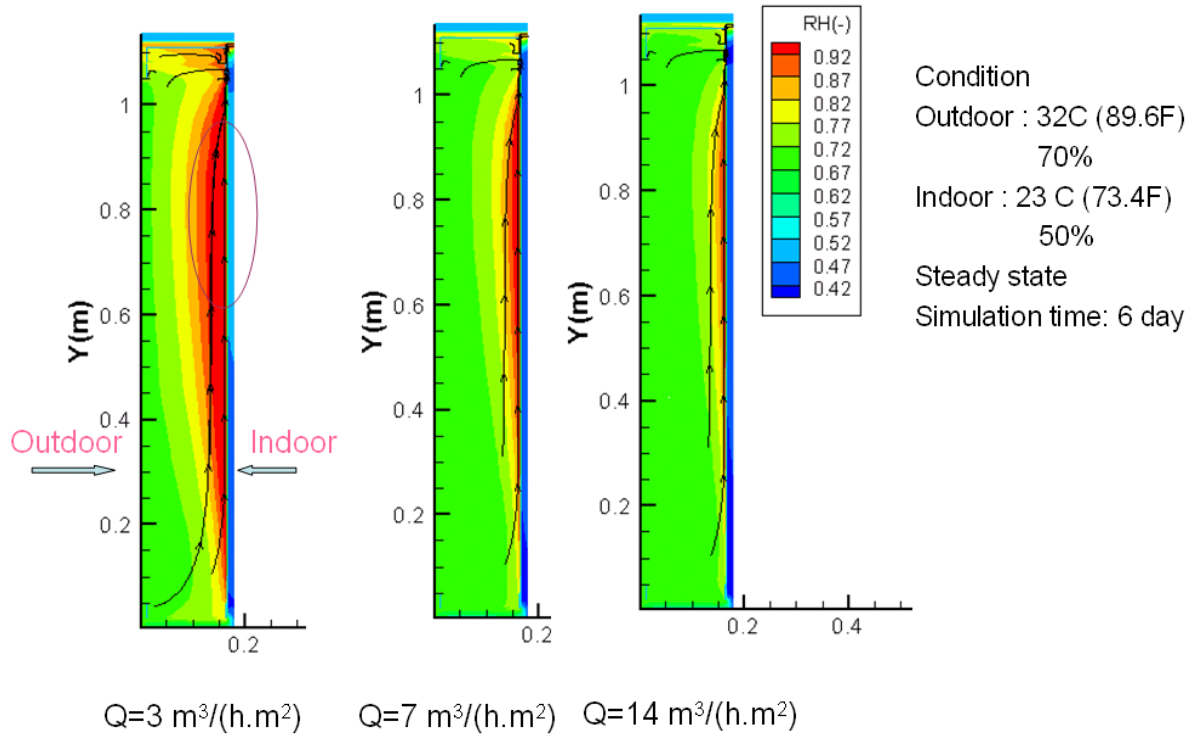 RH(-)
0.92
0.87
0.82
0.77
0.72
0.67
0.62
0.57
0.52
0.47
0.42
Condition
Outdoor : 32C (89.6F)
70%
Indoor : 23 C (73.4F)
50%
Steady state
Simulation time: 6 day
Y(m)
1
0.8
0.6
0.4
0.2
0.2
Outdoor
Indoor
Y(m)
1
0.8
0.6
0.4
0.2
0.2
Y(m)
1
0.8
0.6
0.4
0.2
0.2
0.4
Q=3 m³/(h.m²)
Q=7 m³/(h.m²)
Q=14 m³/(h.m²)